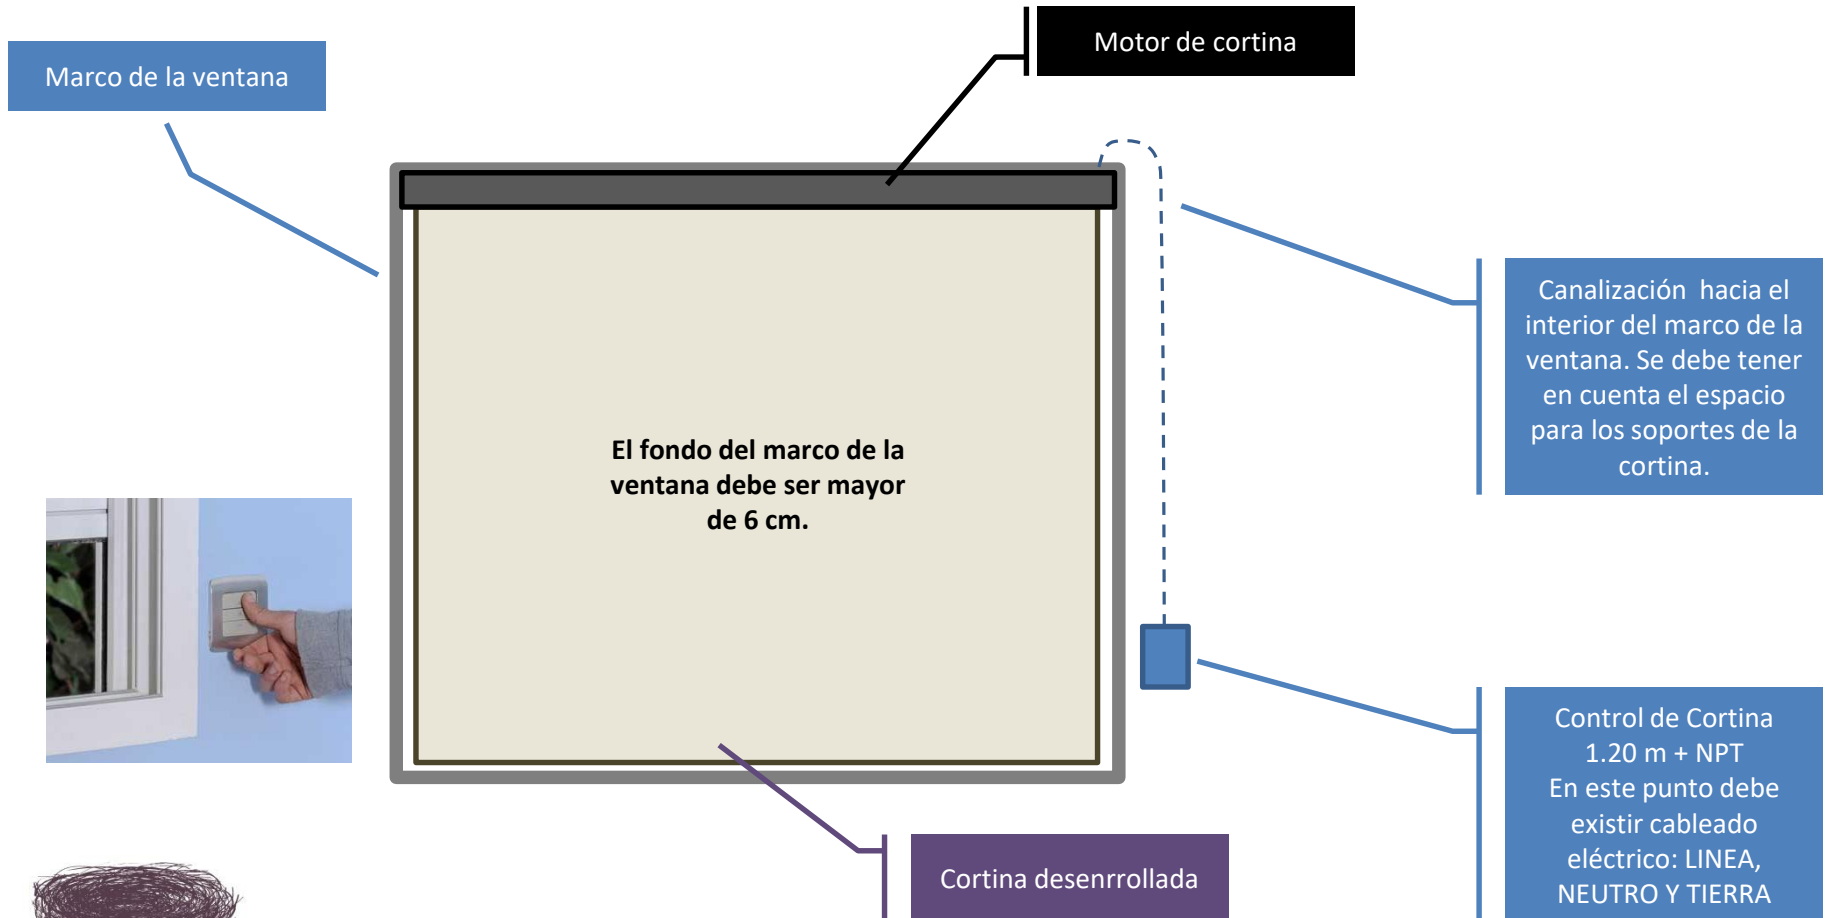 Motor de cortina
Marco de la ventana
Canalización  hacia el
interior del marco de la
ventana. Se debe tener
en cuenta el espacio
para los soportes de la
cortina.
El fondo del marco de la
ventana debe ser mayor
de 6 cm.
Control de Cortina
1.20 m + NPT
En este punto debe
existir cableado
eléctrico: LINEA,
NEUTRO Y TIERRA
Cortina desenrrollada